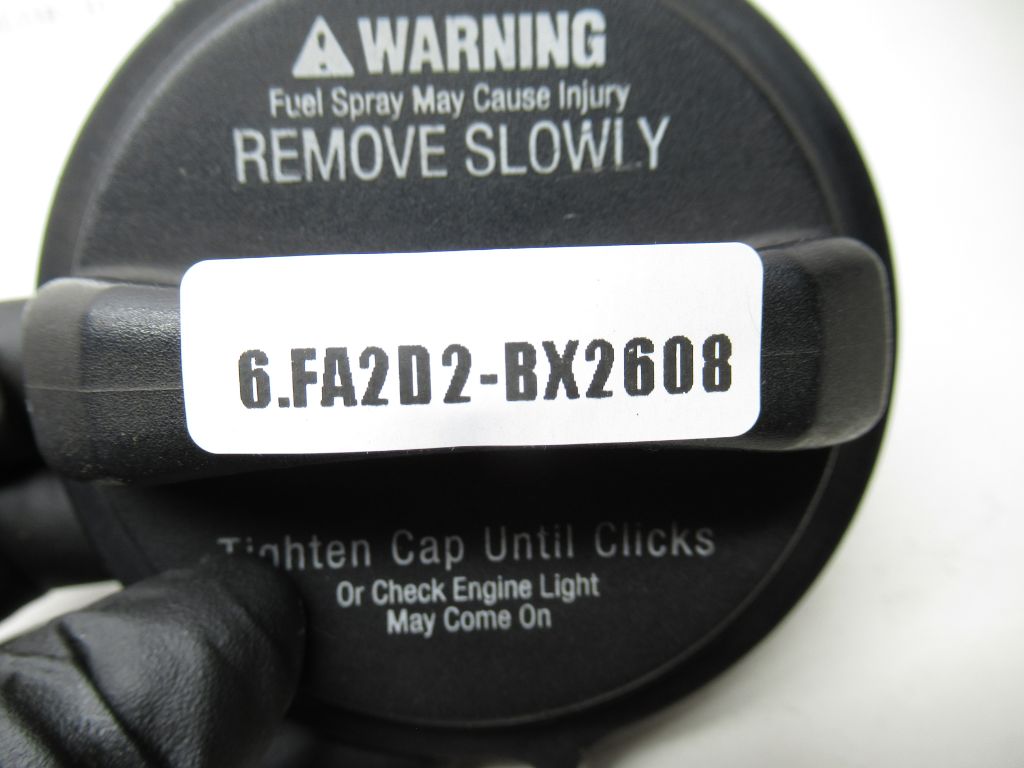 WARNING
Fuel Spray May Cause Injury
REMOVE SLOWLY
6.FA2D2-BX2608
Tighten Cap Until Clicks
Or Check Engine Light
May Come On